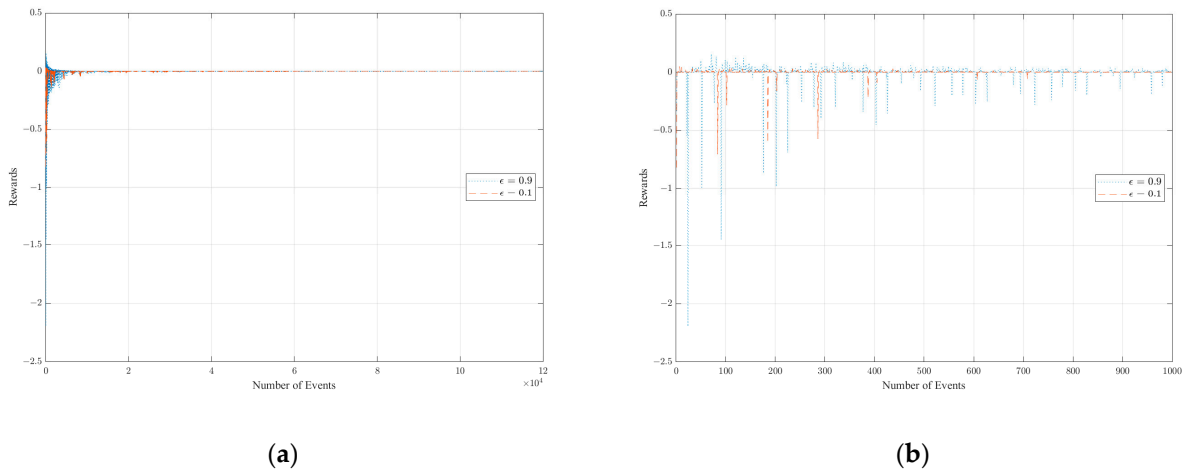 0.5
0
−0.5
−1
−1.5
−2
−2.5
Rewards
0 2 4 6 8 10 12
×10⁴
Number of Events
ϵ = 0.9
ϵ = 0.1
(a)
0.5
0
−0.5
−1
−1.5
−2
−2.5
Rewards
0 100 200 300 400 500 600 700 800 900 1000
Number of Events
ϵ = 0.9
ϵ = 0.1
(b)